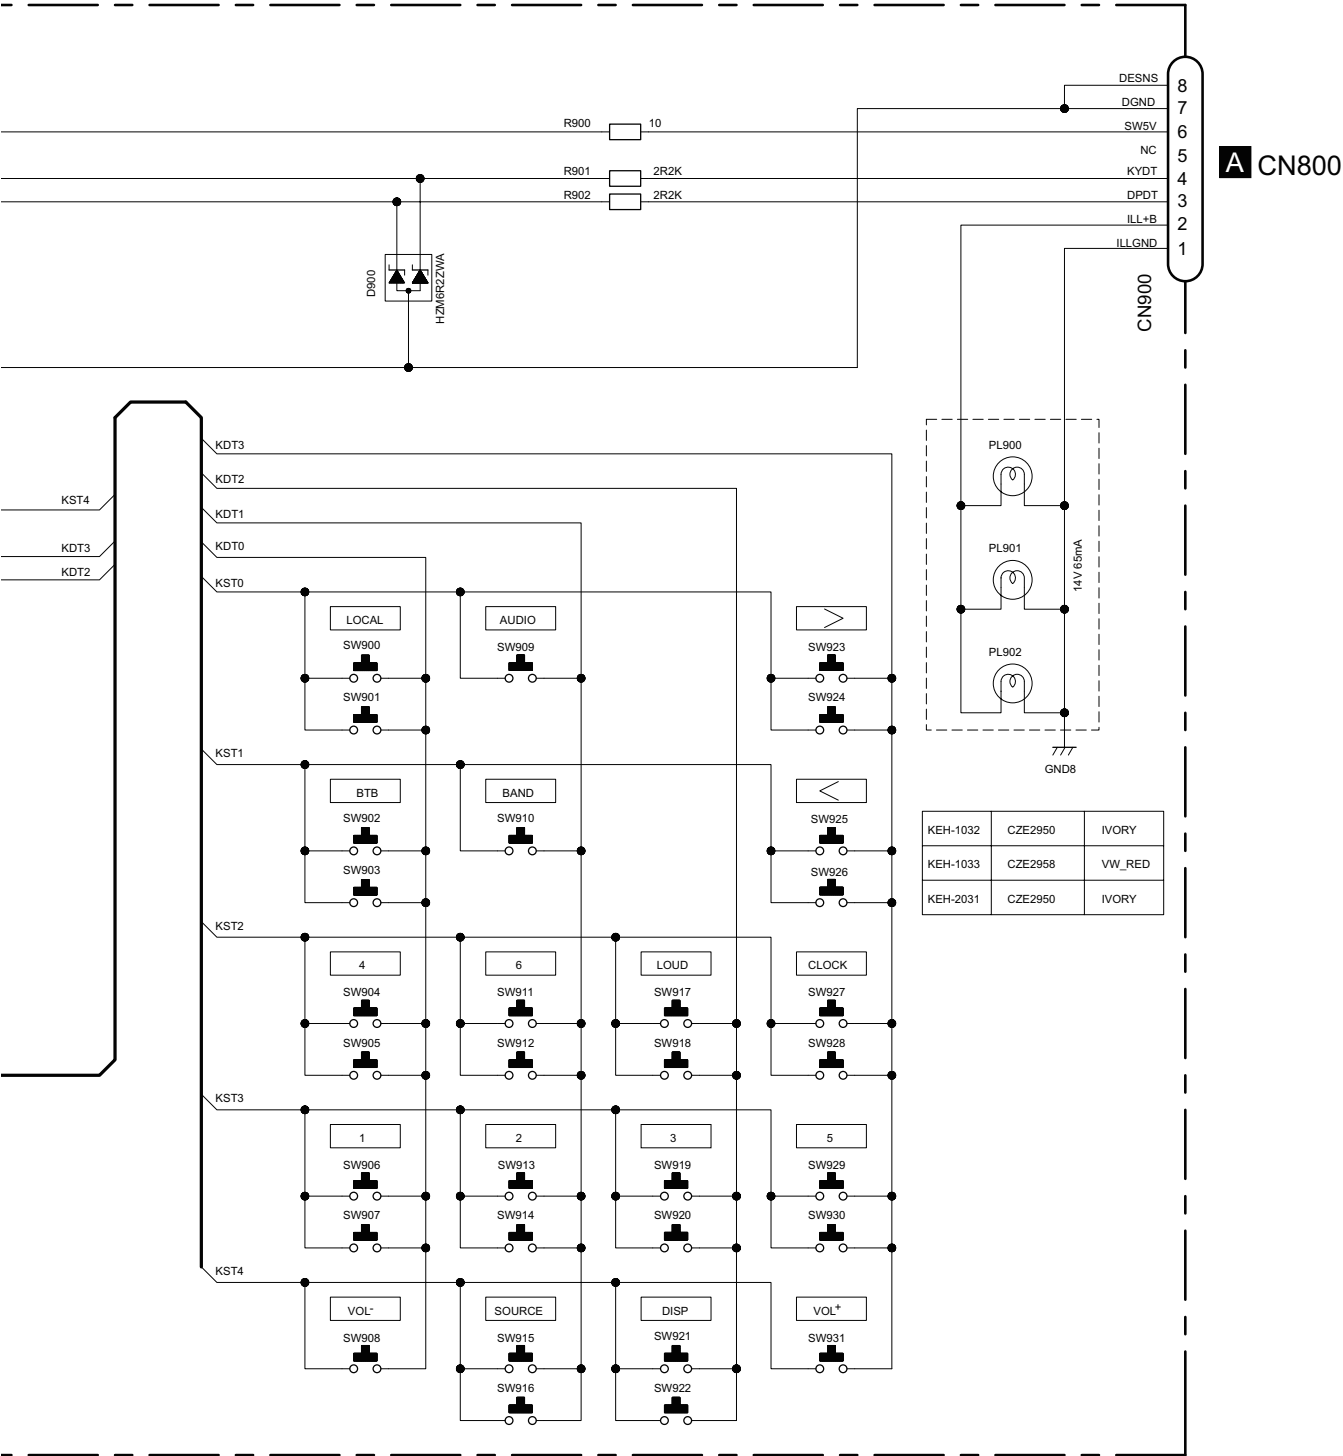 DESNS 8
DGND 7
R900 10 SW5V 6
NC 5
A CN800
R901 2R2K KYDT 4
R902 2R2K DPDT 3
ILL+B 2
ILLGND 1
D900
HZM6R2ZWA
CN900
KDT3
KDT2
KST4
KDT1
KDT0
KDT3
KDT2
KST0
PL900
PL901
14V 65mA
PL902
GND8
LOCAL AUDIO >
SW900 SW909 SW923
SW901 SW924
KST1
BTB BAND <
SW902 SW910 SW925
SW903 SW926
KEH-1032 CZE2950 IVORY
KEH-1033 CZE2958 VW_RED
KEH-2031 CZE2950 IVORY
KST2
4 6 LOUD CLOCK
SW904 SW911 SW917 SW927
SW905 SW912 SW918 SW928
KST3
1 2 3 5
SW906 SW913 SW919 SW929
SW907 SW914 SW920 SW930
KST4
VOL- SOURCE DISP VOL+
SW908 SW915 SW921 SW931
SW916 SW922